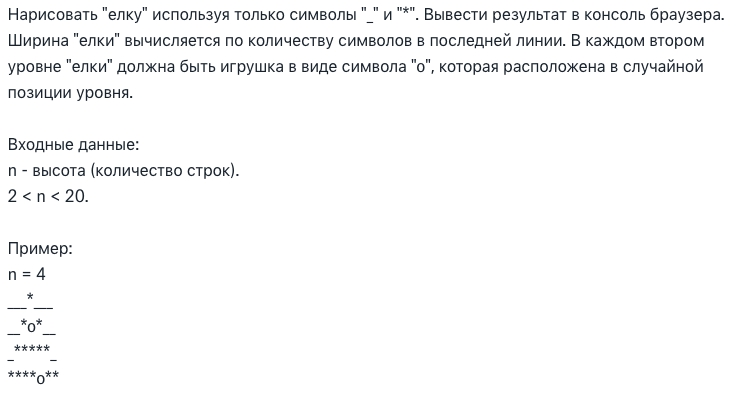 Нарисовать "елку" используя только символы "_" и "*". Вывести результат в консоль браузера.
Ширина "елки" вычисляется по количеству символов в последней линии. В каждом втором
уровне "елки" должна быть игрушка в виде символа "o", которая расположена в случайной
позиции уровня.
Входные данные:
n - высота (количество строк).
2 < n < 20.
Пример:
n = 4
___*___
__*o*__
_*****_
****o**